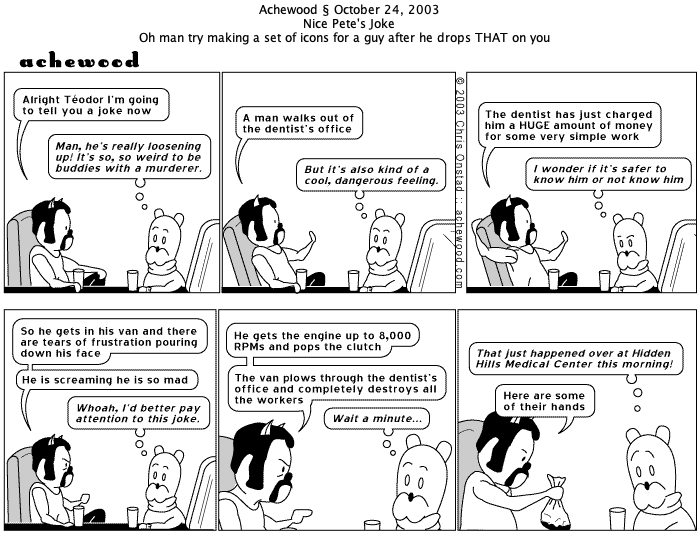 Achewood § October 24, 2003
Nice Pete's Joke
Oh man try making a set of icons for a guy after he drops THAT on you
achewood
Alright Téodor I'm going
to tell you a joke now
Man, he's really loosening
up! It's so, so weird to be
buddies with a murderer.
A man walks out of
the dentist's office
But it's also kind of a
cool, dangerous feeling.
© 2003 Chris Onstad :: achewood.com
The dentist has just charged
him a HUGE amount of money
for some very simple work
I wonder if it's safer to
know him or not know him
So he gets in his van and there
are tears of frustration pouring
down his face
He is screaming he is so mad
Whoah, I'd better pay
attention to this joke.
He gets the engine up to 8,000
RPMs and pops the clutch
The van plows through the dentist's
office and completely destroys all
the workers
Wait a minute...
That just happened over at Hidden
Hills Medical Center this morning!
Here are some
of their hands